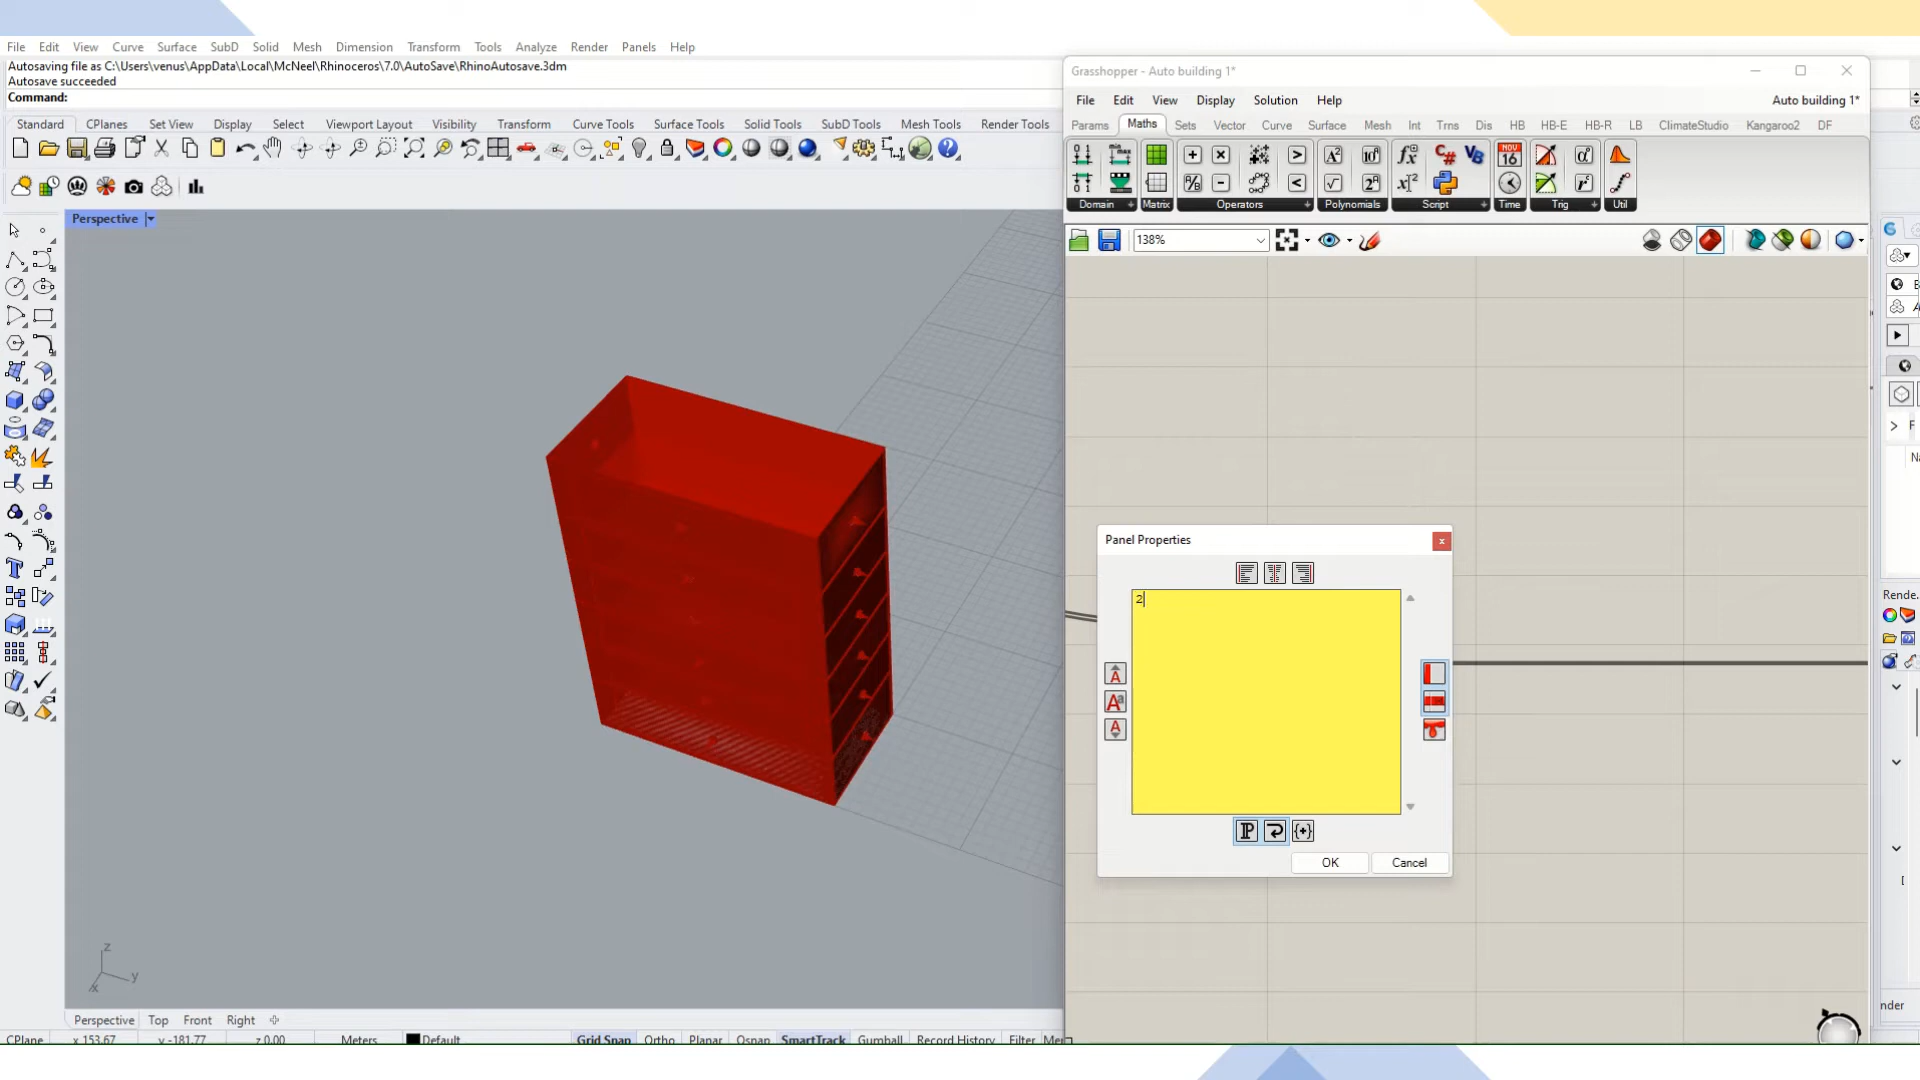 File Edit View Curve Surface SubD Solid Mesh Dimension Transform Tools Analyze Render Panels Help
Autosaving file as C:\Users\venus\AppData\Local\McNeel\Rhinoceros\7.0\AutoSave\RhinoAutosave.3dm
Autosave succeeded
Command:
Standard CPlanes Set View Display Select Viewport Layout Visibility Transform Curve Tools Surface Tools Solid Tools SubD Tools Mesh Tools Render Tools
Perspective
Grasshopper - Auto building 1*
File Edit View Display Solution Help Auto building 1*
Params Maths Sets Vector Curve Surface Mesh Int Trns Dis HB HB-E HB-R LB ClimateStudio Kangaroo2 DF
Domain Matrix Operators Polynomials Script Time Trig Util
138%
Panel Properties
2
OK Cancel
Rende.
nder
z
y
x
Perspective Top Front Right
CPlane x 153.67 y -181.77 z 0.00 Meters Default Grid Snap Ortho Planar Osnap SmartTrack Gumball Record History Filter